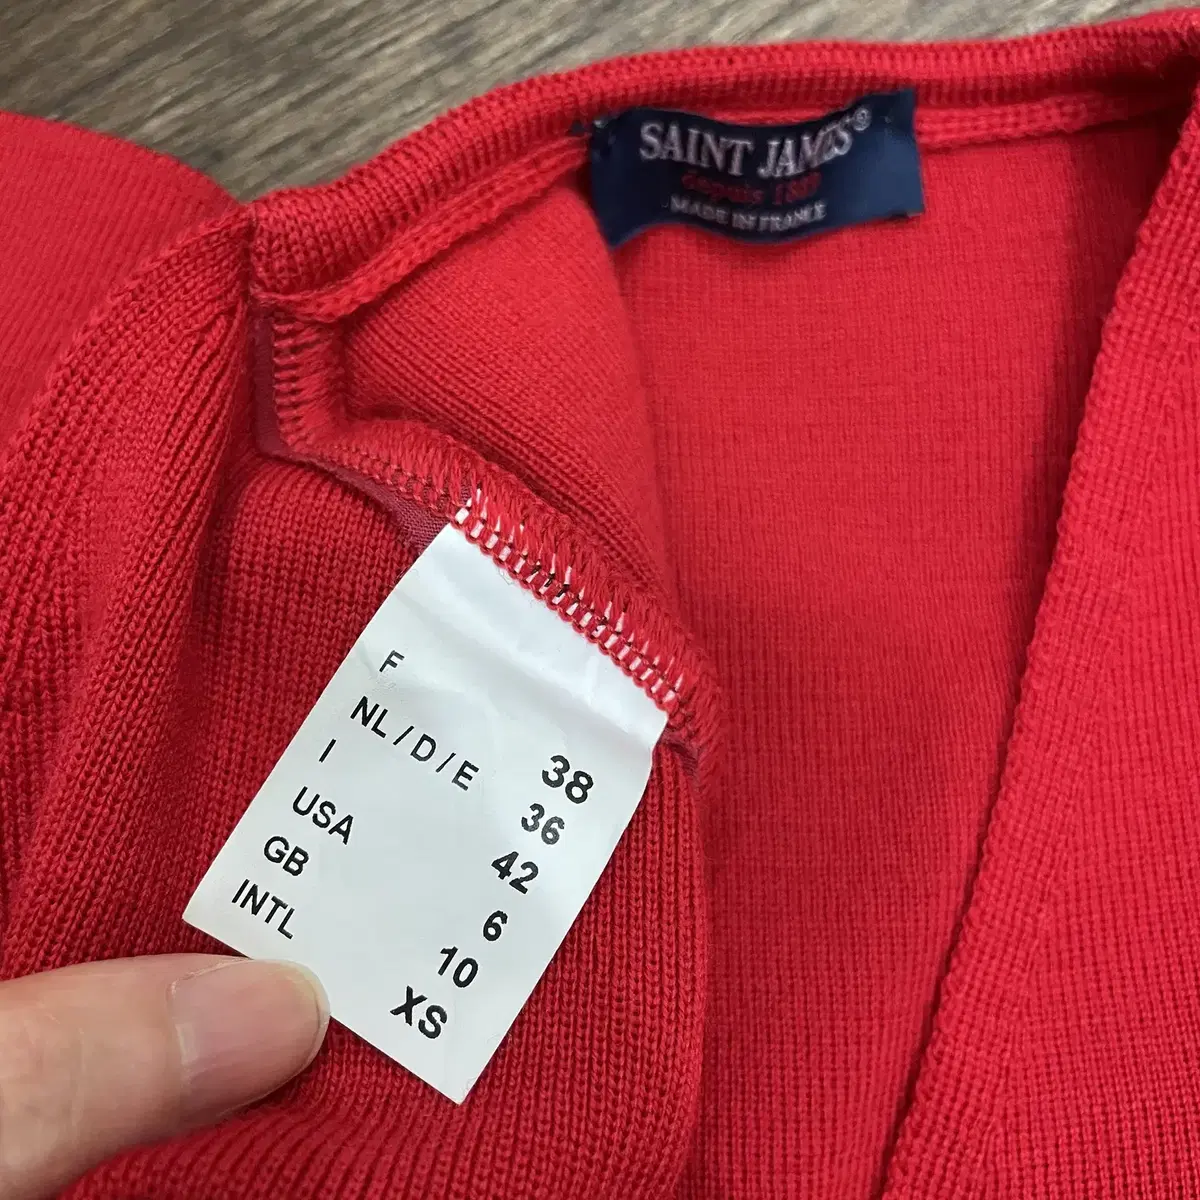 SAINT JAMES®
depuis 1889
MADE IN FRANCE
F 38
NL/D/E 36
I 42
USA 6
GB 10
INTL XS